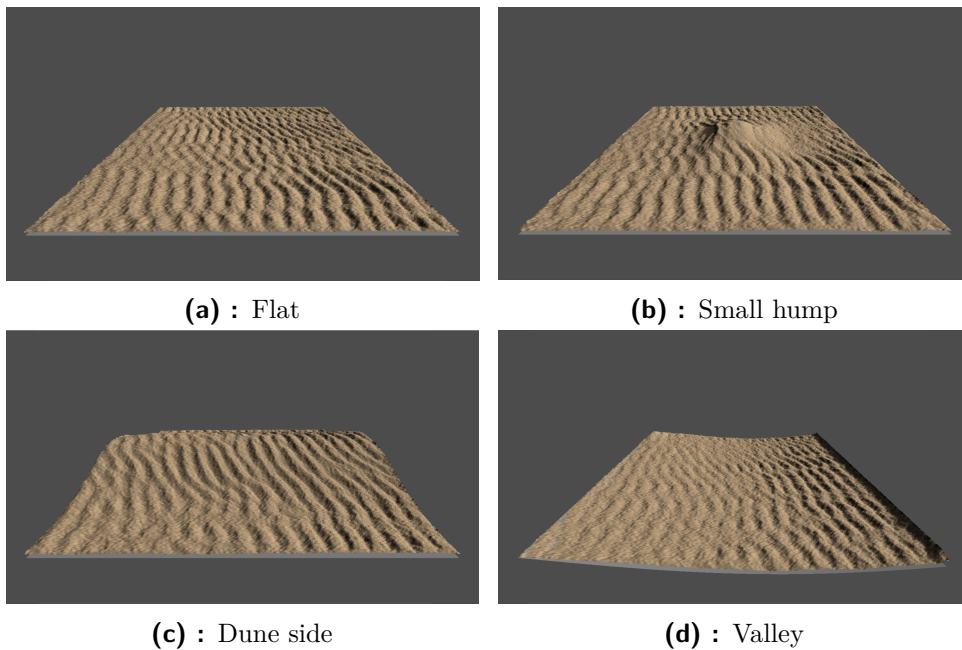 (a) : Flat
(b) : Small hump
(c) : Dune side
(d) : Valley